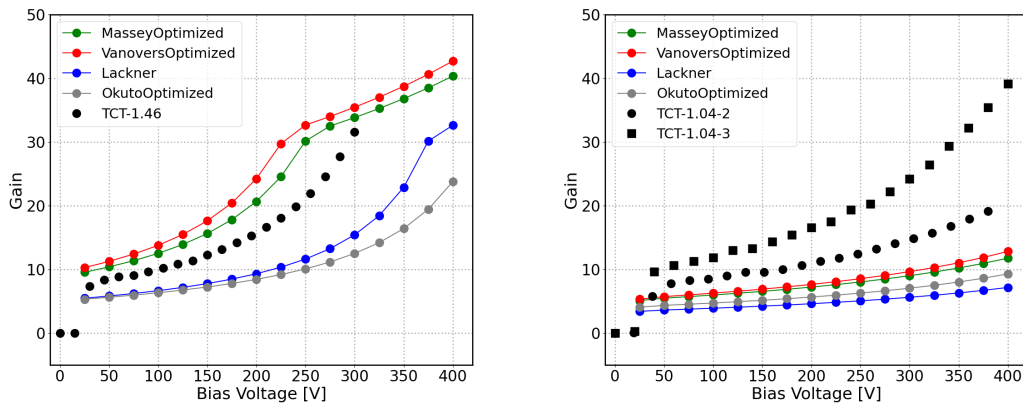 50
40
30
20
10
0
Gain
MasseyOptimized
VanoversOptimized
Lackner
OkutoOptimized
TCT-1.46
0 50 100 150 200 250 300 350 400
Bias Voltage [V]
50
40
30
20
10
0
Gain
MasseyOptimized
VanoversOptimized
Lackner
OkutoOptimized
TCT-1.04-2
TCT-1.04-3
0 50 100 150 200 250 300 350 400
Bias Voltage [V]